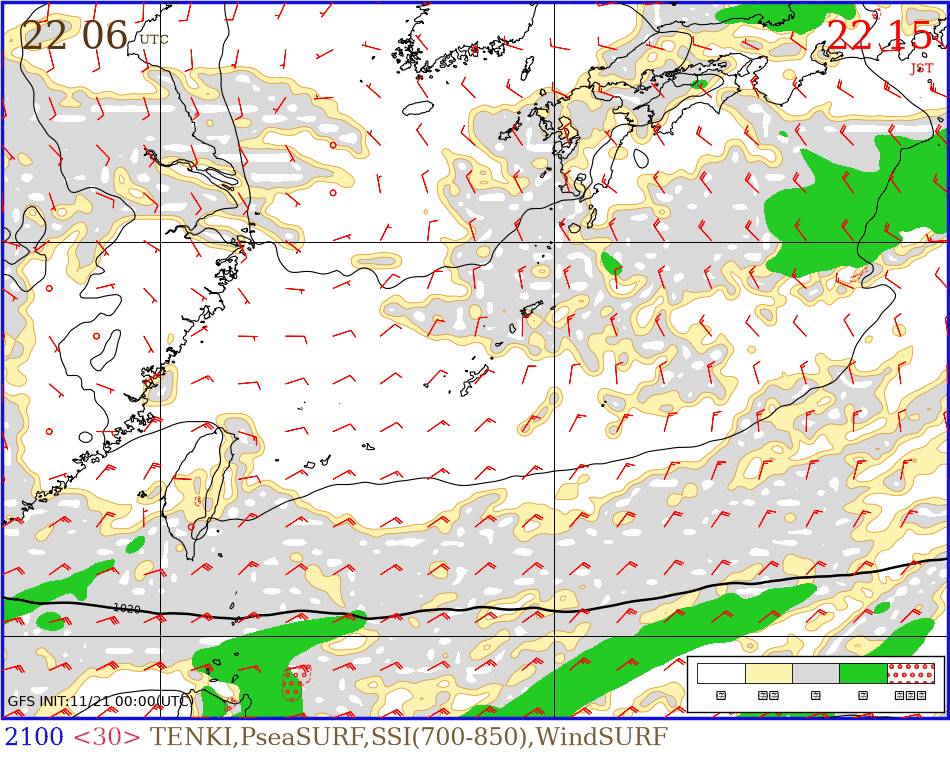 22 06 UTC
22 15
JST
1020
GFS INIT:11/21 00:00(UTC)
2100 <30> TENKI,PseaSURF,SSI(700-850),WindSURF